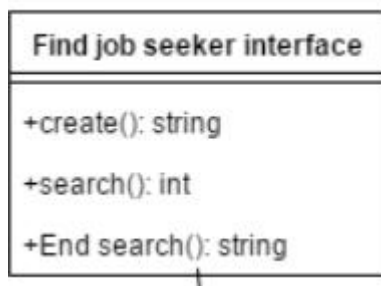 Find job seeker interface
+create(): string
+search(): int
+End search(): string